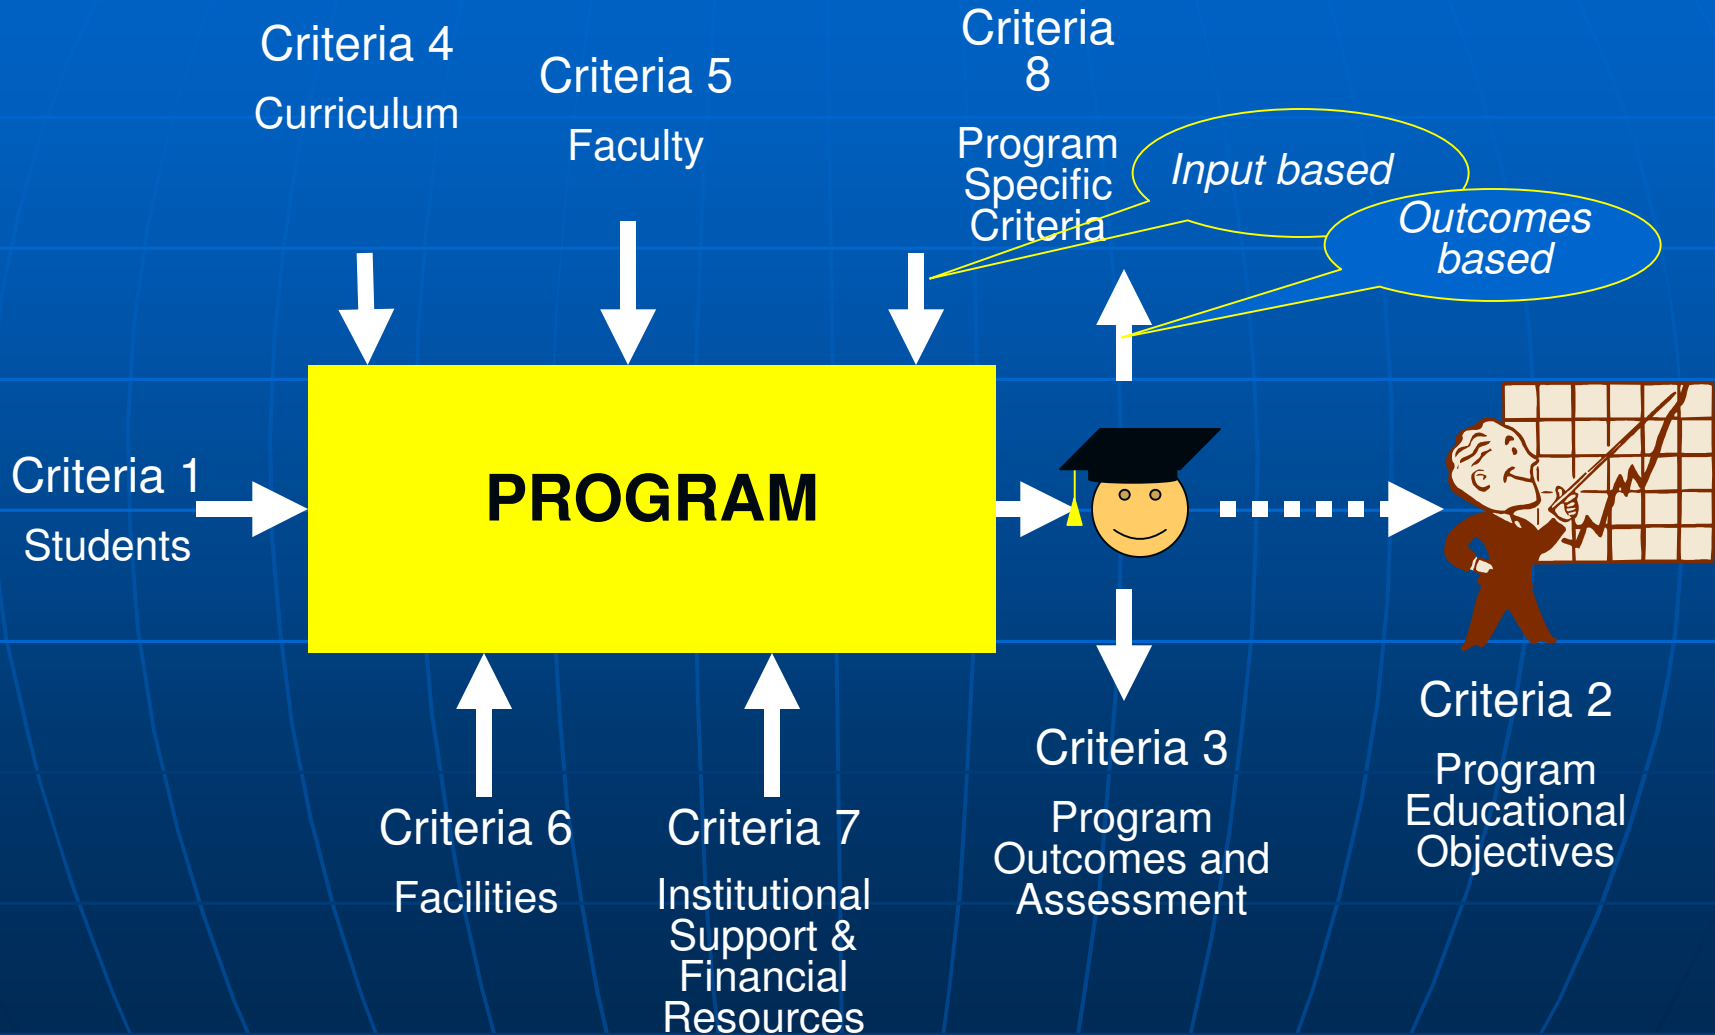 Criteria 4
Curriculum
Criteria 5
Faculty
Criteria
8
Program
Specific
Criteria
Input based
Outcomes
based
Criteria 1
Students
PROGRAM
Criteria 6
Facilities
Criteria 7
Institutional
Support &
Financial
Resources
Criteria 3
Program
Outcomes and
Assessment
Criteria 2
Program
Educational
Objectives